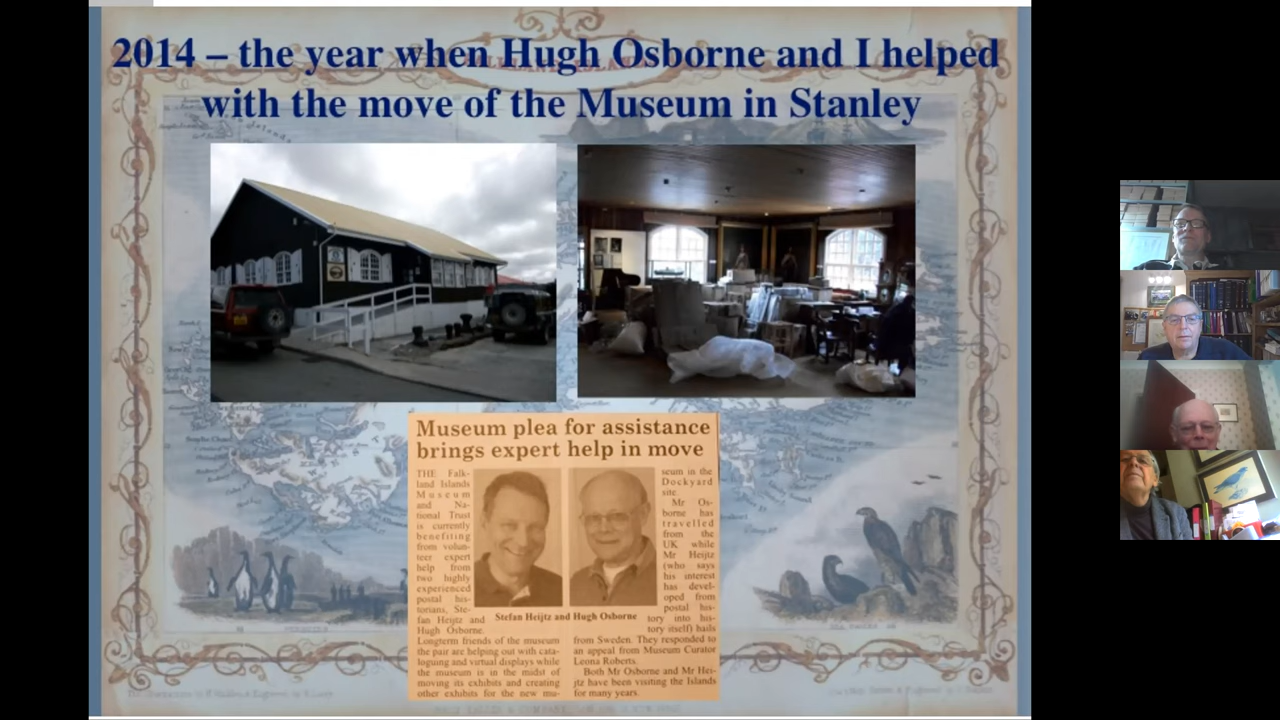 2014 – the year when Hugh Osborne and I helped
with the move of the Museum in Stanley
Museum plea for assistance
brings expert help in move
THE Falk-
land Islands
Museum
and Na-
tional Trust
is currently
benefiting
from volun-
teer expert
help from
two highly
experienced
postal his-
torians, Ste-
fan Heijtz and
Hugh Osborne.
Longterm friends of the museum
the pair are helping out with cata-
loguing and virtual displays while
the museum is in the midst of
moving its exhibits and creating
other exhibits for the new mu-
Stefan Heijtz and Hugh Osborne
seum in the
Dockyard
site.
Mr Os-
borne has
travelled
from the
UK while
Mr Heijtz
(who says
his interest
has devel-
oped from
postal his-
tory into his-
tory itself) hails
from Sweden. They responded to
an appeal from Museum Curator
Leona Roberts.
Both Mr Osborne and Mr Hei-
jtz have been visiting the Islands
for many years.